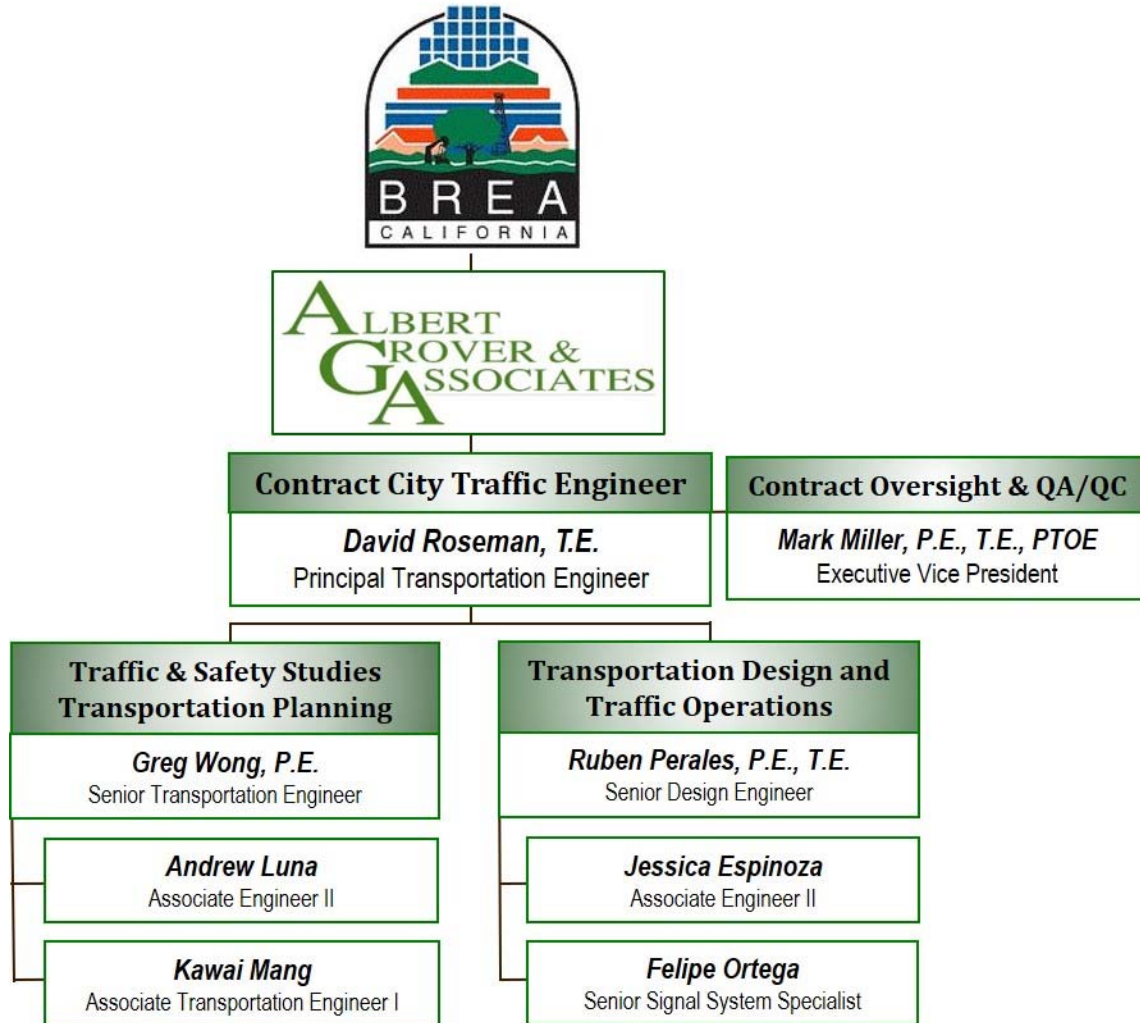 BREA
CALIFORNIA
ALBERT
GROVER &
ASSOCIATES
Contract City Traffic Engineer
David Roseman, T.E.
Principal Transportation Engineer
Contract Oversight & QA/QC
Mark Miller, P.E., T.E., PTOE
Executive Vice President
Traffic & Safety Studies
Transportation Planning
Greg Wong, P.E.
Senior Transportation Engineer
Andrew Luna
Associate Engineer II
Kawai Mang
Associate Transportation Engineer I
Transportation Design and
Traffic Operations
Ruben Perales, P.E., T.E.
Senior Design Engineer
Jessica Espinoza
Associate Engineer II
Felipe Ortega
Senior Signal System Specialist